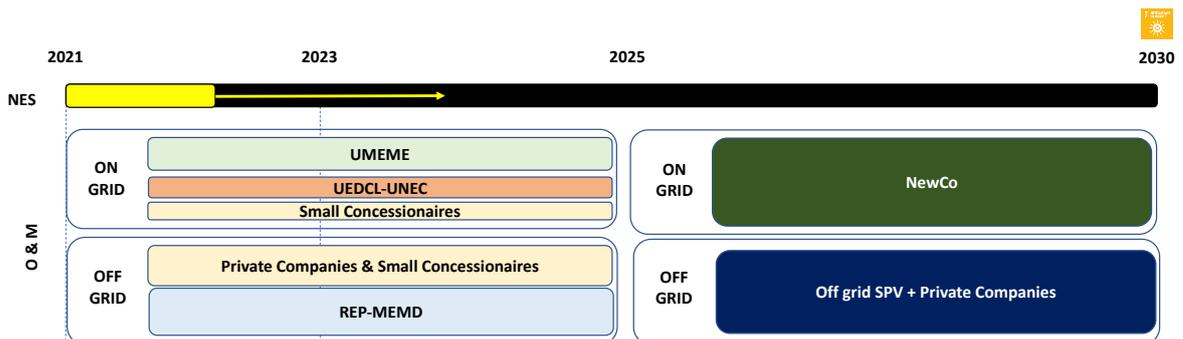 2021
2023
2025
2030
NES
ON
GRID
UMEME
UEDCL-UNEC
Small Concessionaires
ON
GRID
NewCo
O & M
OFF
GRID
Private Companies & Small Concessionaires
REP-MEMD
OFF
GRID
Off grid SPV + Private Companies